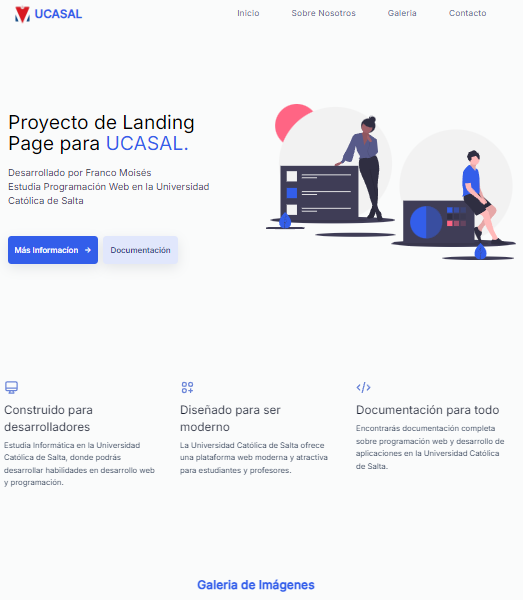 UCASAL
Inicio
Sobre Nosotros
Galeria
Contacto
Proyecto de Landing
Page para UCASAL.
Desarrollado por Franco Moisés
Estudia Programación Web en la Universidad
Católica de Salta
Más Informacion →
Documentación
Construido para
desarrolladores
Estudia Informática en la Universidad
Católica de Salta, donde podrás
desarrollar habilidades en desarrollo web
y programación.
Diseñado para ser
moderno
La Universidad Católica de Salta ofrece
una plataforma web moderna y atractiva
para estudiantes y profesores.
Documentación para todo
Encontrarás documentación completa
sobre programación web y desarrollo de
aplicaciones en la Universidad Católica
de Salta.
Galeria de Imágenes